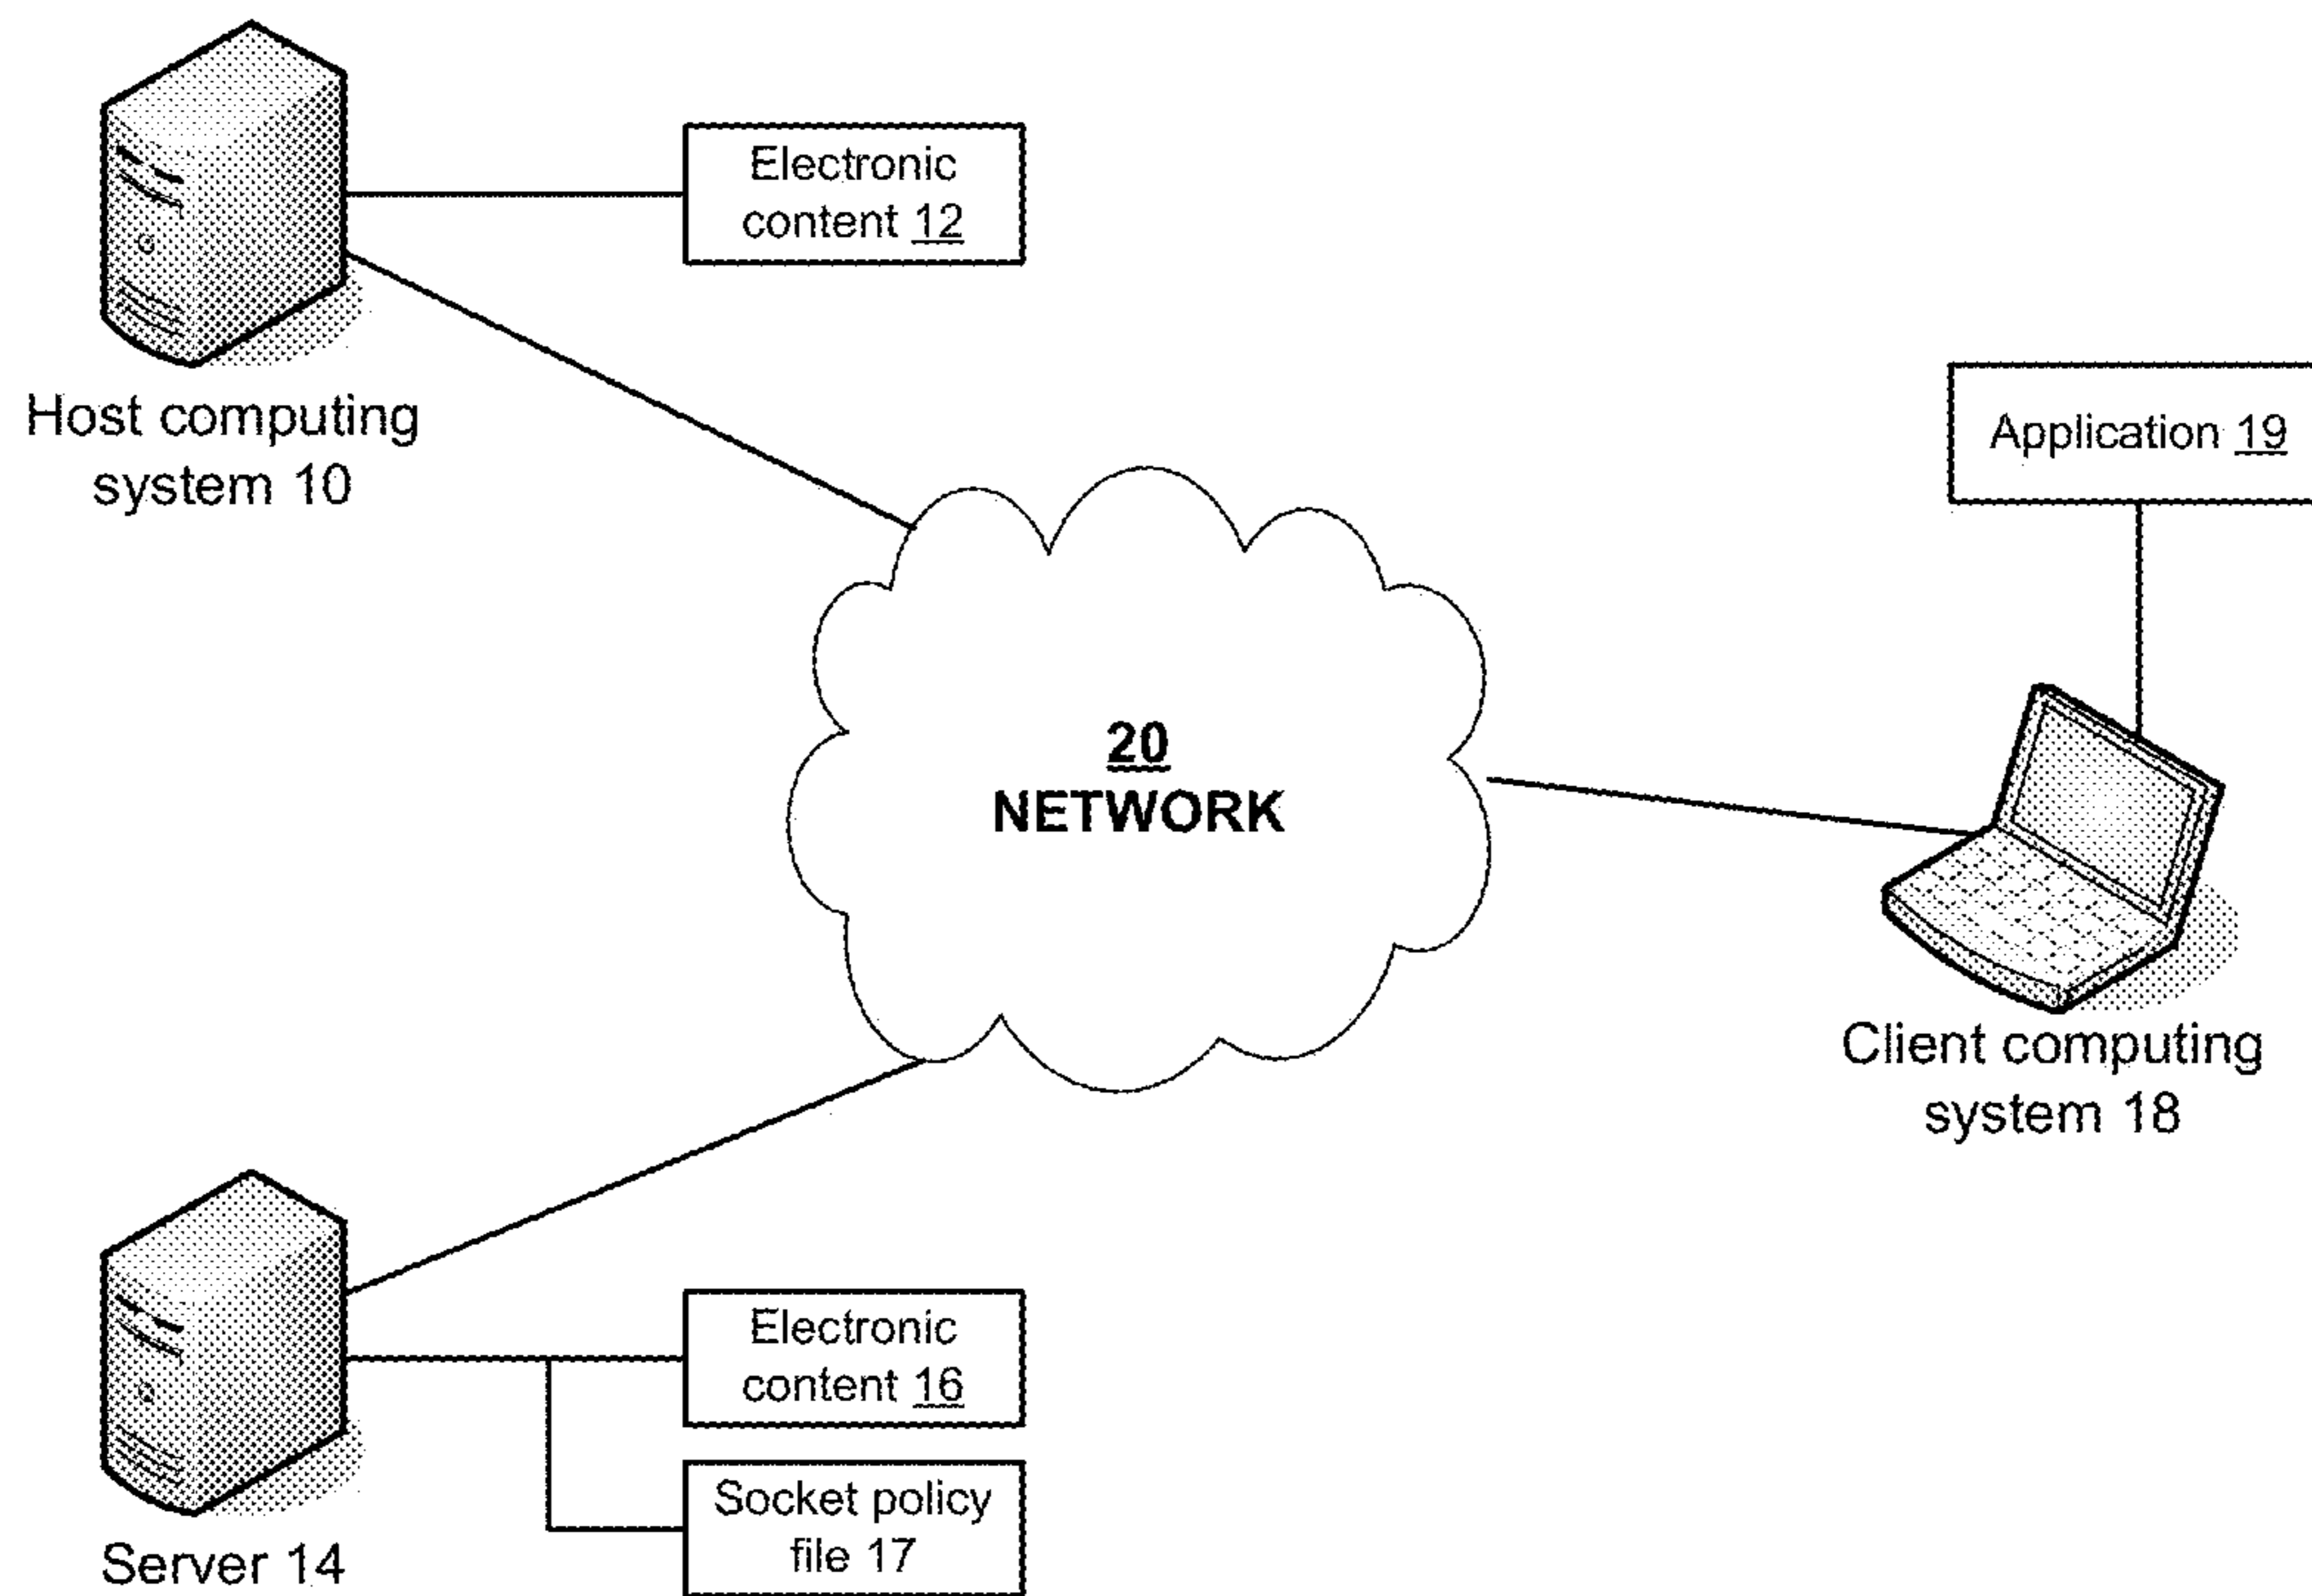 Electronic
content 12
Host computing
system 10
Application 19
20
NETWORK
Client computing
system 18
Electronic
content 16
Socket policy
file 17
Server 14